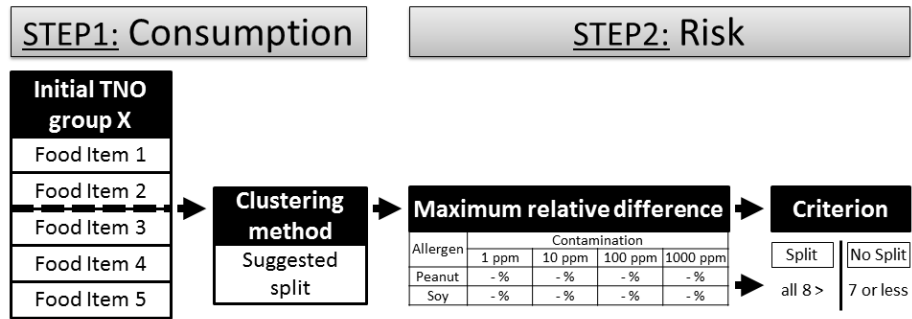 STEP1: Consumption
STEP2: Risk
Initial TNO
group X
Food Item 1
Food Item 2
Food Item 3
Food Item 4
Food Item 5
Clustering
method
Suggested
split
Maximum relative difference
Allergen
Contamination
1 ppm 10 ppm 100 ppm 1000 ppm
Peanut - % - % - % - %
Soy - % - % - % - %
Criterion
Split No Split
all 8 > 7 or less